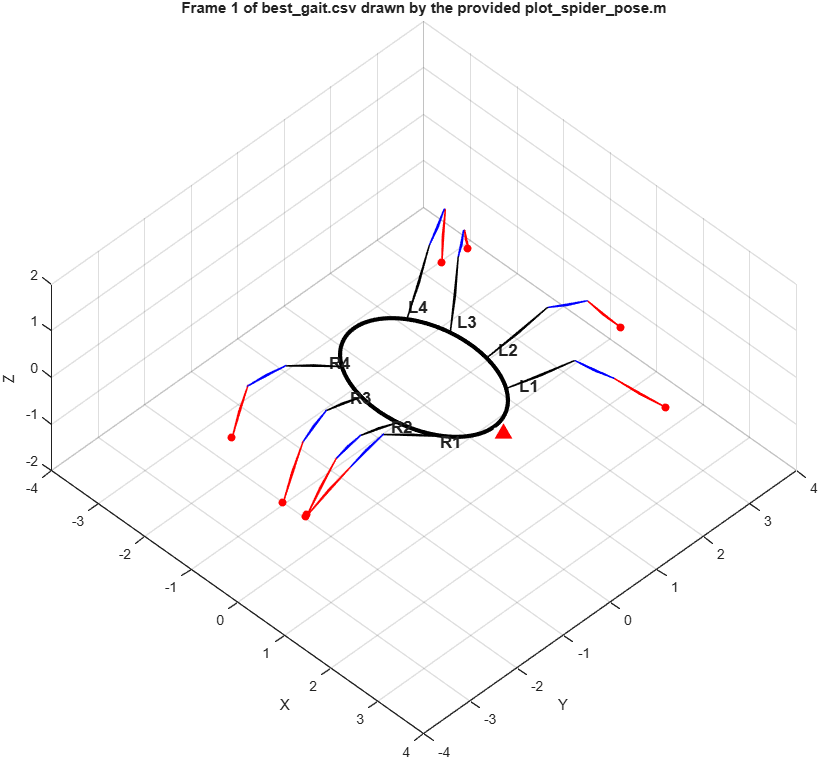 Frame 1 of best_gait.csv drawn by the provided plot_spider_pose.m
2
1
0
-1
-2
Z
L4
L3
L2
L1
R4
R3
R2
R1
-4
-3
-2
-1
0
1
2
3
4
X
-4
-3
-2
-1
0
1
2
3
4
Y